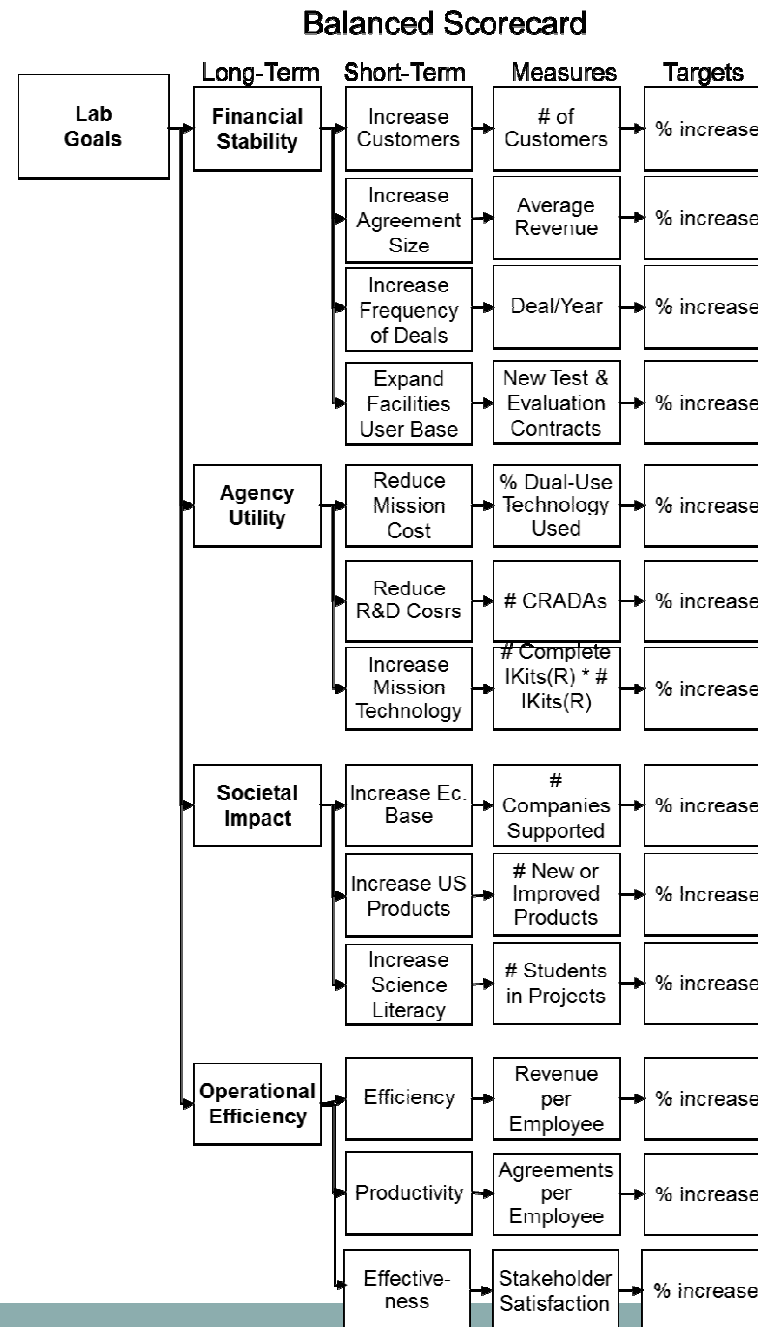 Balanced Scorecard
Long-Term Short-Term Measures Targets
Lab
Goals
Financial
Stability
Increase
Customers
# of
Customers
% increase
Increase
Agreement
Size
Average
Revenue
% increase
Increase
Frequency
of Deals
Deal/Year
% increase
Expand
Facilities
User Base
New Test &
Evaluation
Contracts
% increase
Agency
Utility
Reduce
Mission
Cost
% Dual-Use
Technology
Used
% increase
Reduce
R&D Cosrs
# CRADAs
% increase
Increase
Mission
Technology
# Complete
IKits(R) * #
IKits(R)
% increase
Societal
Impact
Increase Ec.
Base
#
Companies
Supported
% increase
Increase US
Products
# New or
Improved
Products
% Increase
Increase
Science
Literacy
# Students
in Projects
% increase
Operational
Efficiency
Efficiency
Revenue
per
Employee
% increase
Productivity
Agreements
per
Employee
% increase
Effective-
ness
Stakeholder
Satisfaction
% increase